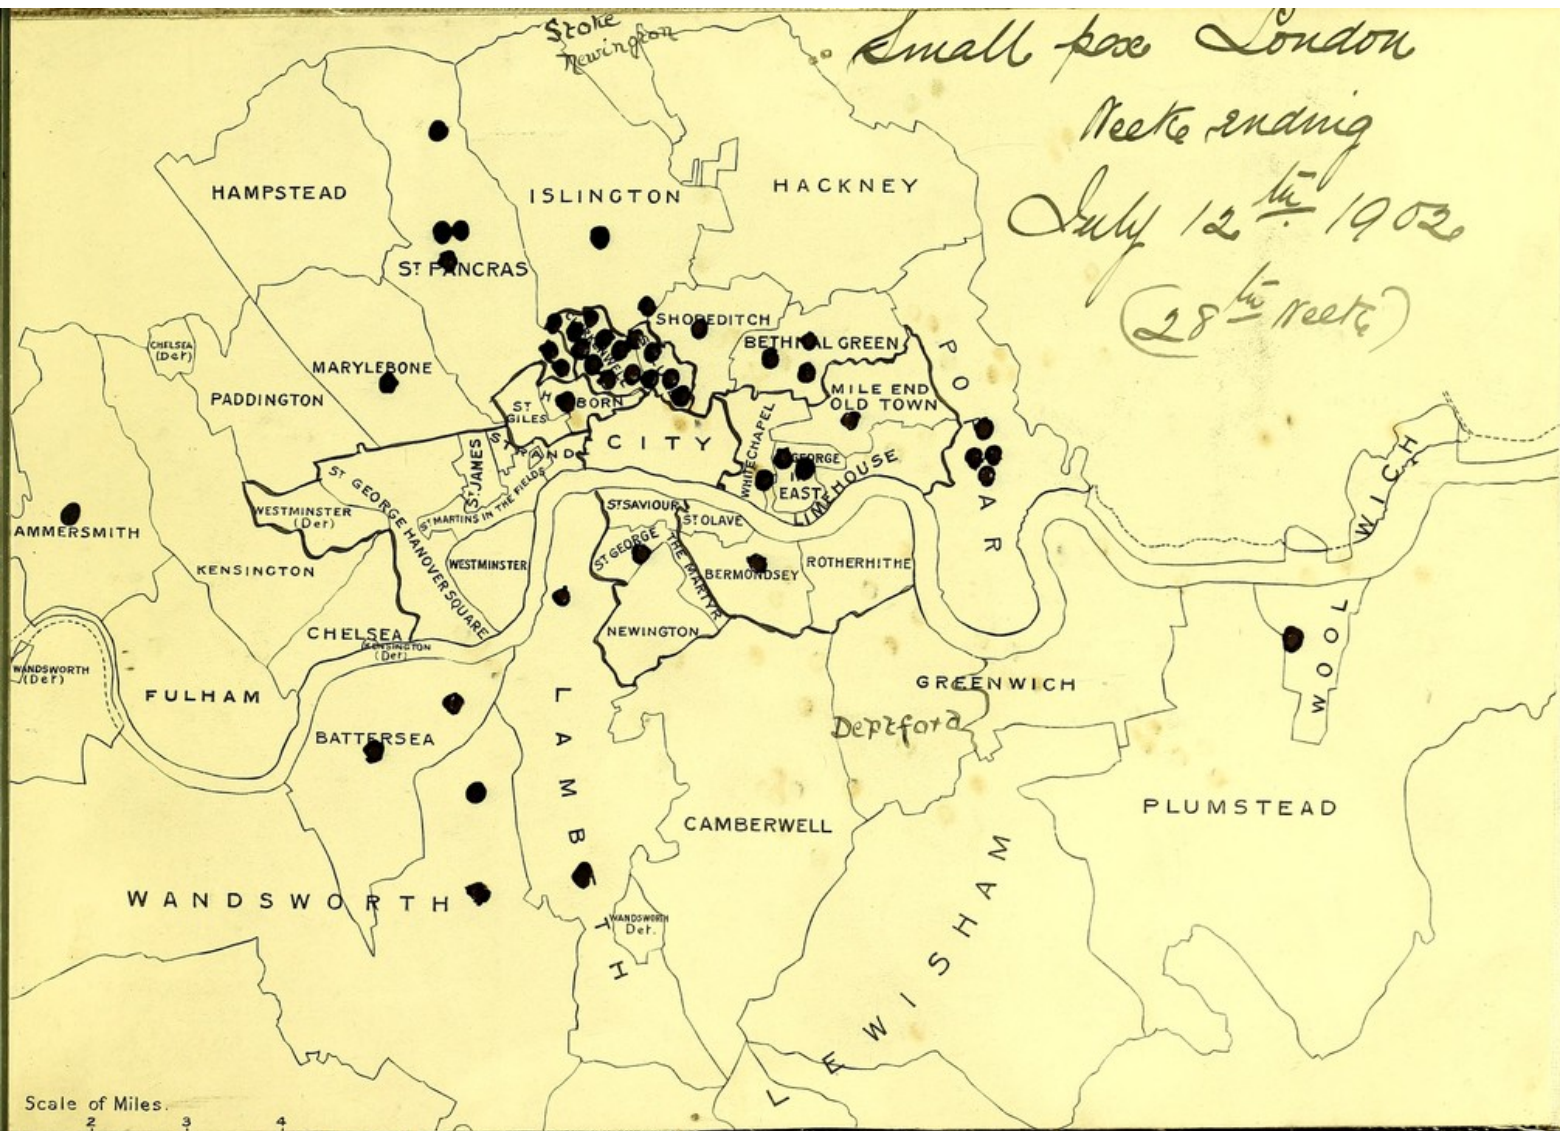 Stoke
Newington
Small pox London
Week ending
July 12th 1902
(28th Week)
HAMPSTEAD
ISLINGTON
HACKNEY
ST PANCRAS
SHOREDITCH
CHELSEA
(Det)
BETHNAL GREEN
POPLAR
MARYLEBONE
PADDINGTON
MILE END
OLD TOWN
HOLBORN
ST
GILES
CITY
STRAND
WHITECHAPEL
ST JAMES
ST GEORGE HANOVER SQUARE
GEORGE
IN
EAST
LIMEHOUSE
WESTMINSTER
(Det)
ST MARTINS IN THE FIELDS
ST SAVIOUR
ST OLAVE
AMMERSMITH
KENSINGTON
WESTMINSTER
ST GEORGE
THE MARTYR
BERMONDSEY
ROTHERHITHE
WOOLWICH
CHELSEA
KENSINGTON
(Det)
NEWINGTON
WANDSWORTH
(Det)
FULHAM
GREENWICH
Deptford
BATTERSEA
LAMBETH
CAMBERWELL
PLUMSTEAD
WANDSWORTH
WANDSWORTH
Det.
LEWISHAM
Scale of Miles.
2 3 4